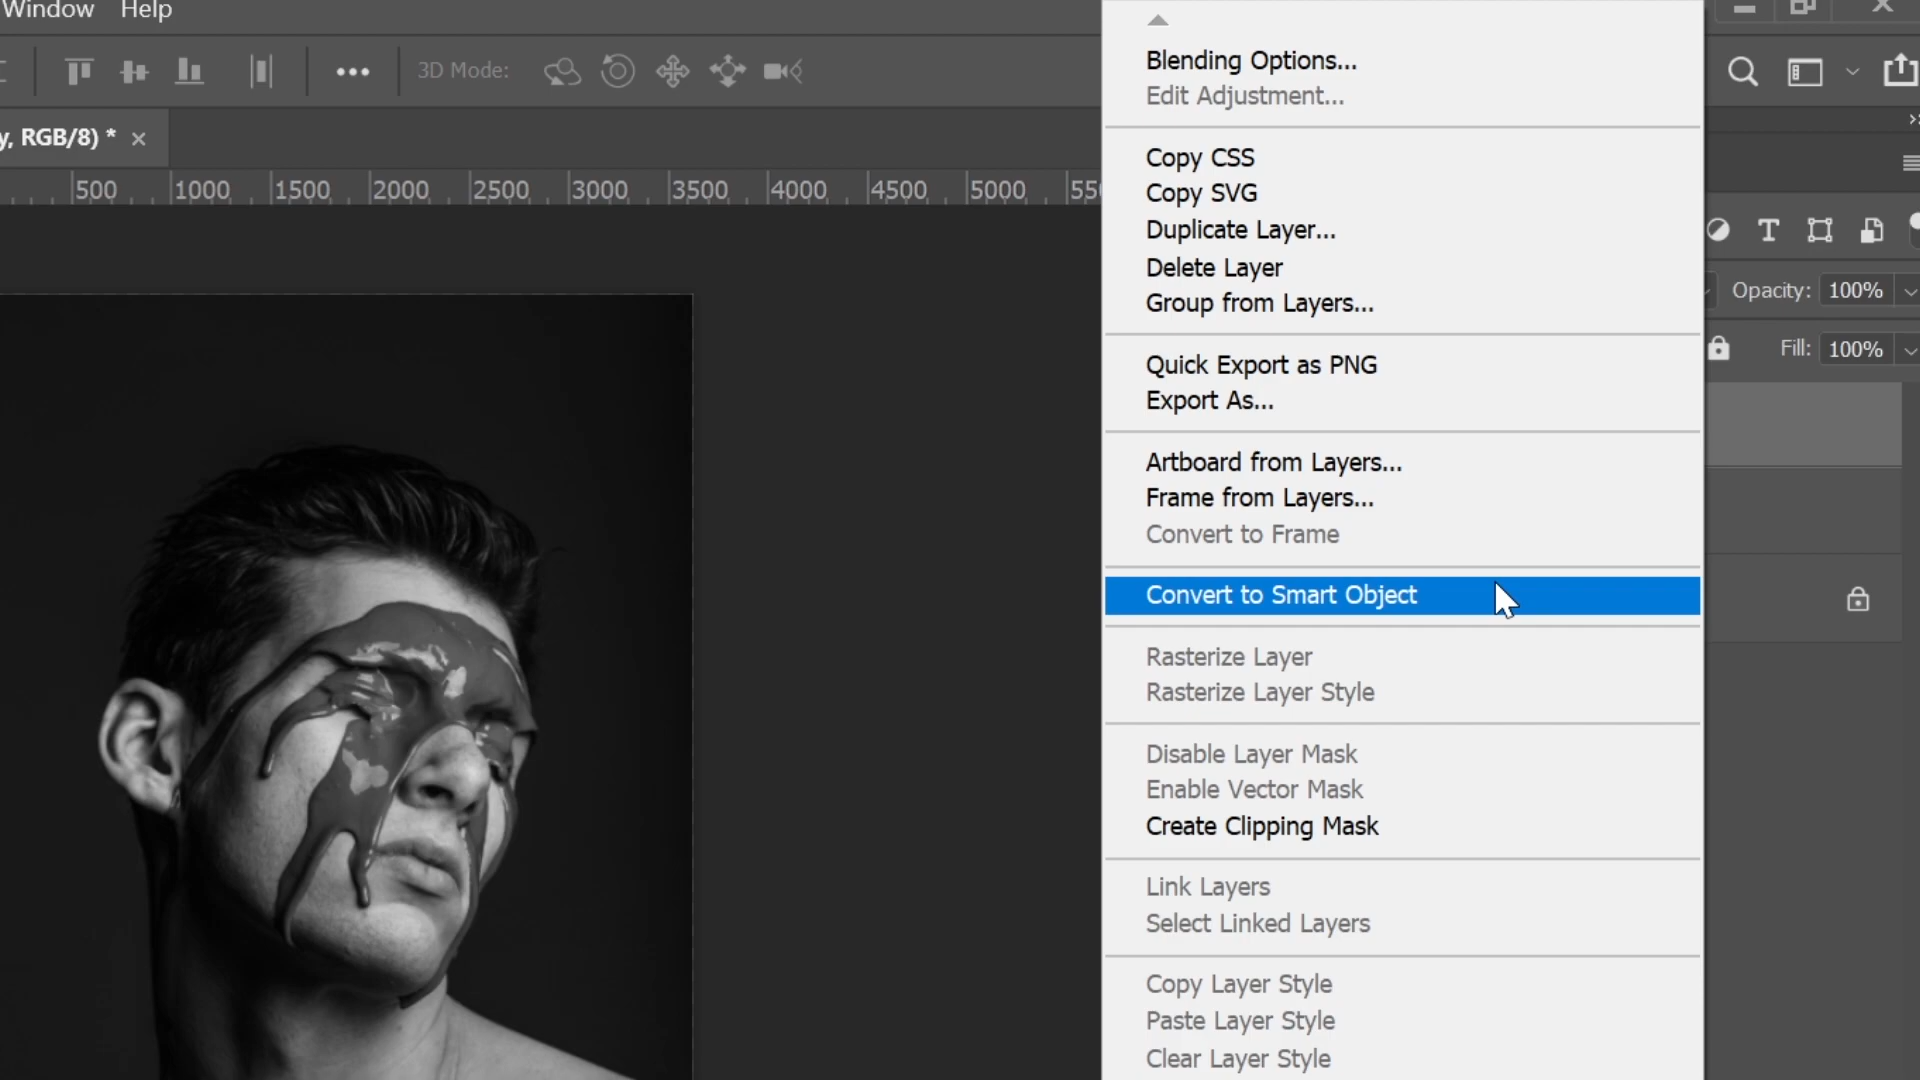 Window Help
3D Mode:
y, RGB/8) *
500 1000 1500 2000 2500 3000 3500 4000 4500 5000 55
Blending Options...
Edit Adjustment...
Copy CSS
Copy SVG
Duplicate Layer...
Delete Layer
Group from Layers...
Quick Export as PNG
Export As...
Artboard from Layers...
Frame from Layers...
Convert to Frame
Convert to Smart Object
Rasterize Layer
Rasterize Layer Style
Disable Layer Mask
Enable Vector Mask
Create Clipping Mask
Link Layers
Select Linked Layers
Copy Layer Style
Paste Layer Style
Clear Layer Style
Opacity: 100%
Fill: 100%